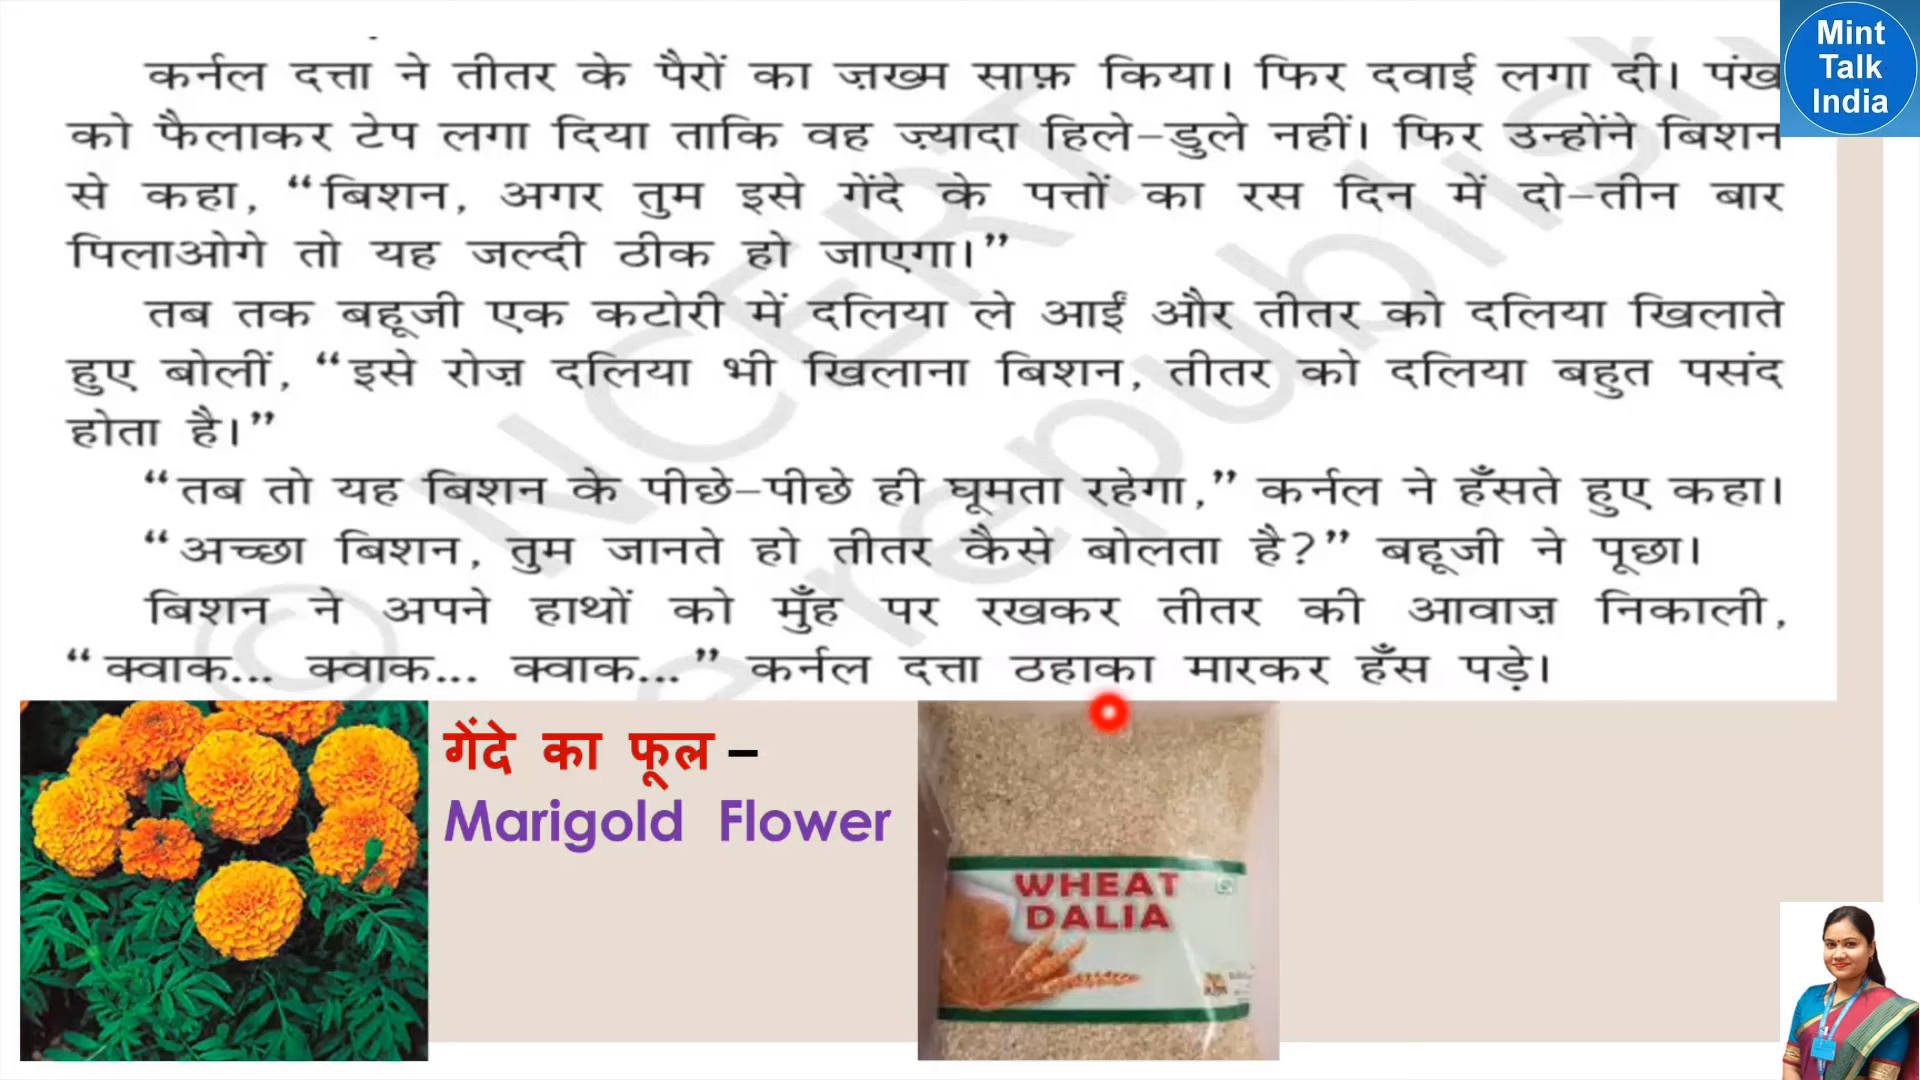 कर्नल दत्ता ने तीतर के पैरों का ज़ख्म साफ़ किया। फिर दवाई लगा दी। पंख
को फैलाकर टेप लगा दिया ताकि वह ज़्यादा हिले-डुले नहीं। फिर उन्होंने बिशन
से कहा, “बिशन, अगर तुम इसे गेंदे के पत्तों का रस दिन में दो-तीन बार
पिलाओगे तो यह जल्दी ठीक हो जाएगा।”
तब तक बहूजी एक कटोरी में दलिया ले आईं और तीतर को दलिया खिलाते
हुए बोलीं, “इसे रोज़ दलिया भी खिलाना बिशन, तीतर को दलिया बहुत पसंद
होता है।”
“तब तो यह बिशन के पीछे-पीछे ही घूमता रहेगा,” कर्नल ने हँसते हुए कहा।
“अच्छा बिशन, तुम जानते हो तीतर कैसे बोलता है?” बहूजी ने पूछा।
बिशन ने अपने हाथों को मुँह पर रखकर तीतर की आवाज़ निकाली,
“क्वाक... क्वाक... क्वाक...” कर्नल दत्ता ठहाका मारकर हँस पड़े।
गेंदे का फूल –
Marigold Flower
WHEAT
DALIA
Mint
Talk
India
© NCERT
republish